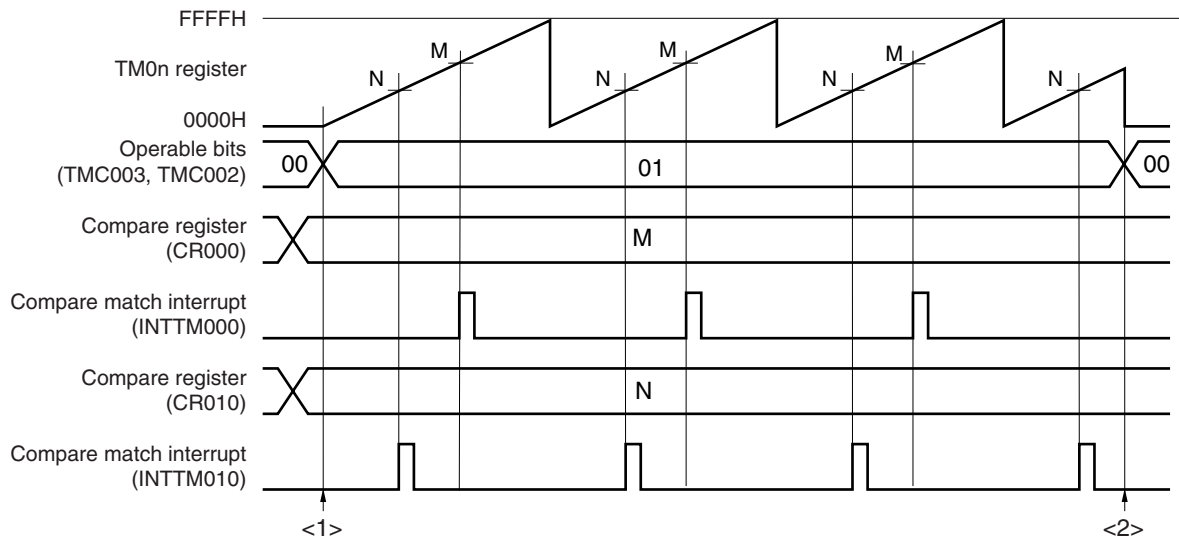 FFFFH
TM0n register
0000H
N M N M N M N
Operable bits
(TMC003, TMC002)
00 01 00
Compare register
(CR000)
M
Compare match interrupt
(INTTM000)
Compare register
(CR010)
N
Compare match interrupt
(INTTM010)
<1> <2>